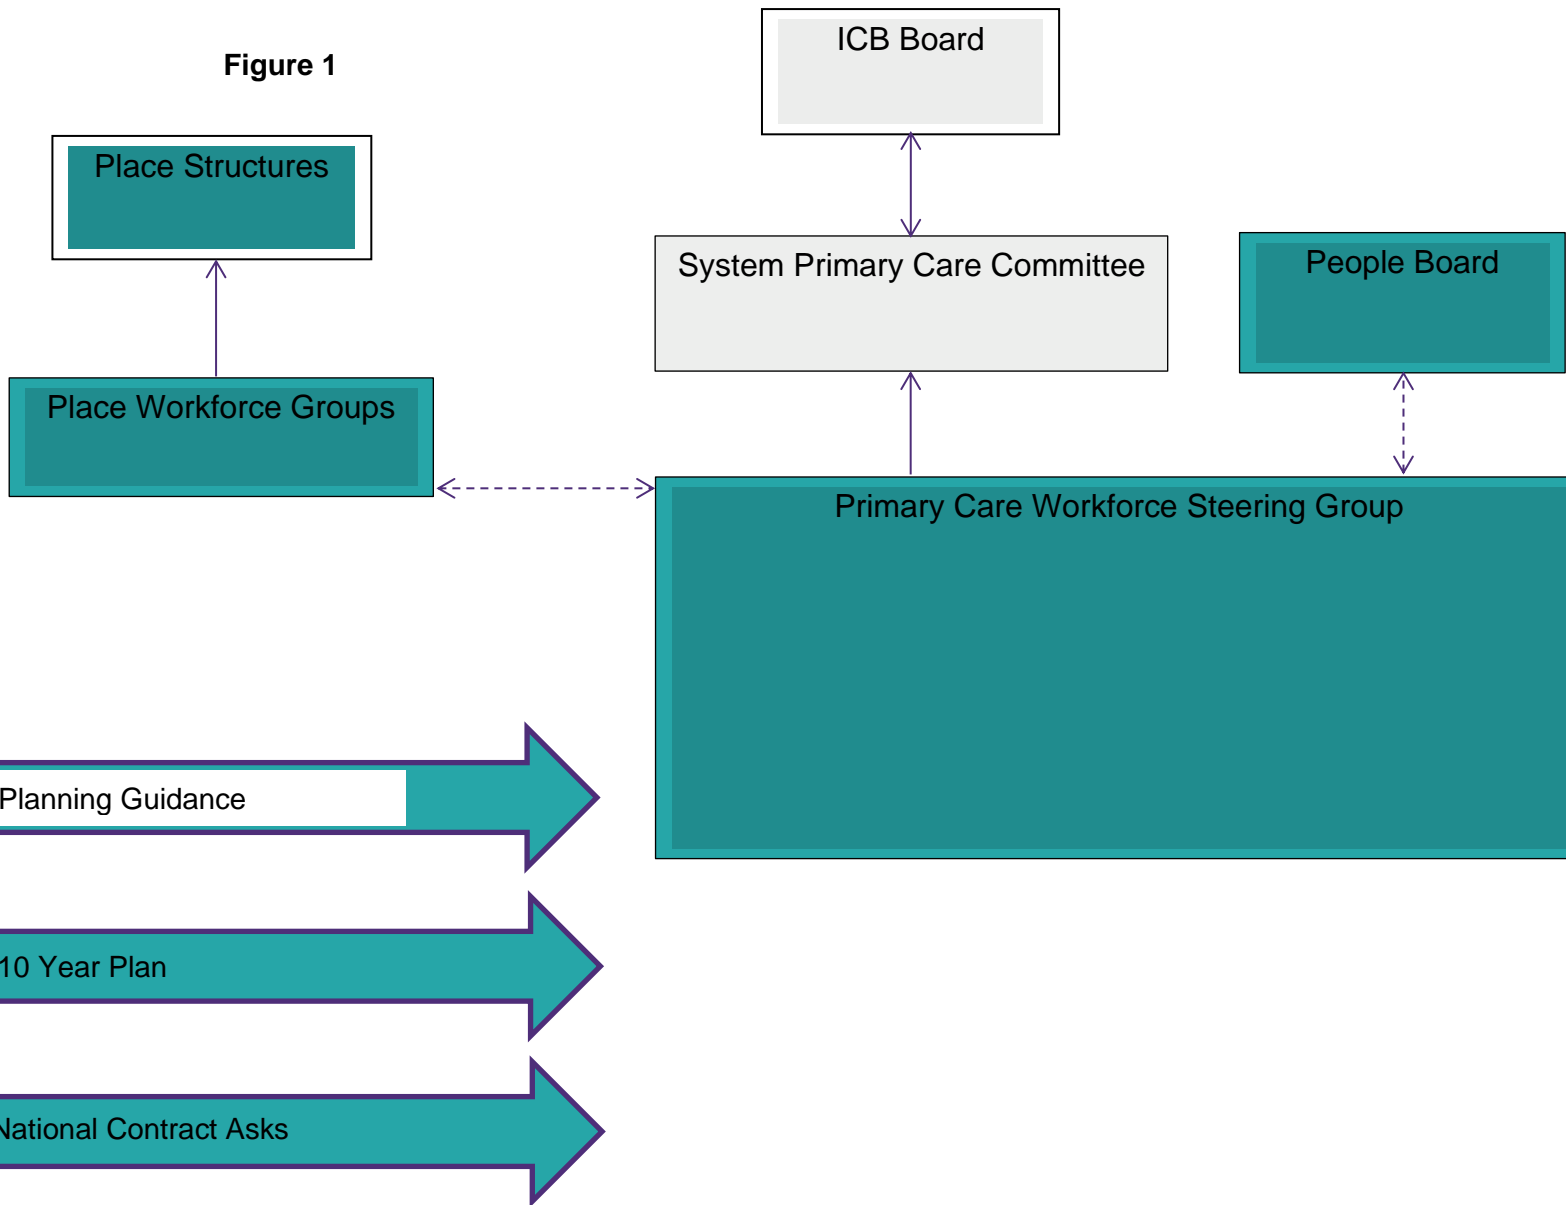 Figure 1
ICB Board
Place Structures
System Primary Care Committee
People Board
Place Workforce Groups
Primary Care Workforce Steering Group
Planning Guidance
10 Year Plan
National Contract Asks